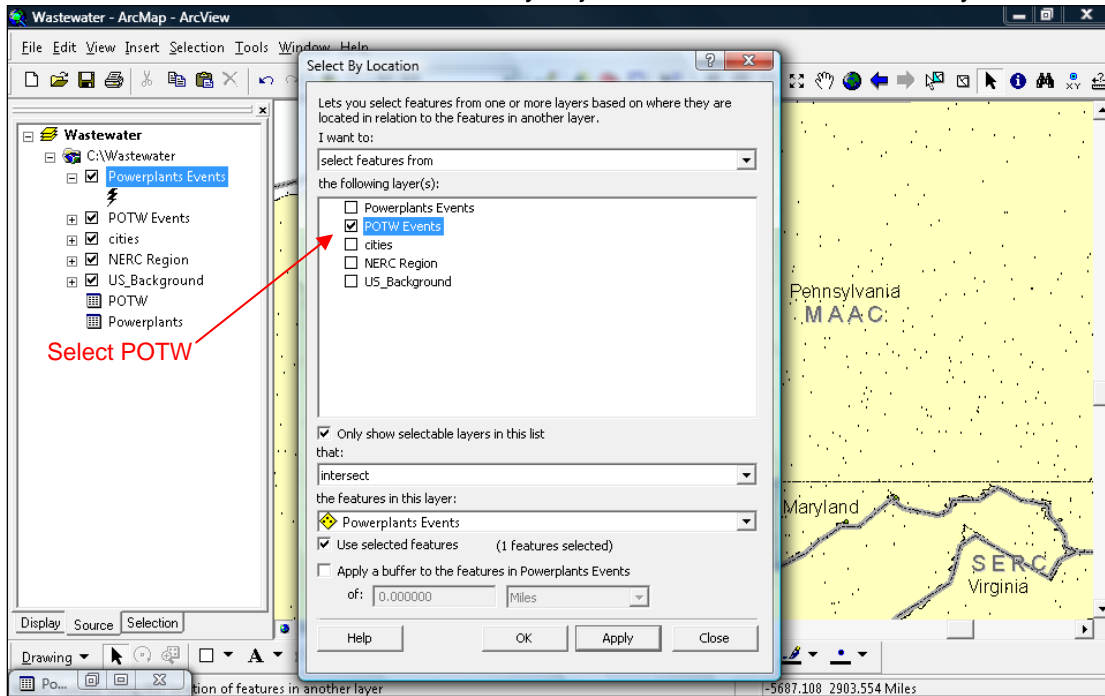 Wastewater - ArcMap - ArcView
File Edit View Insert Selection Tools Window Help
Wastewater
C:\Wastewater
Powerplants Events
POTW Events
cities
NERC Region
US_Background
POTW
Powerplants
Select POTW
Display Source Selection
Drawing
A
Po...
tion of features in another layer
Select By Location
Lets you select features from one or more layers based on where they are
located in relation to the features in another layer.
I want to:
select features from
the following layer(s):
Powerplants Events
POTW Events
cities
NERC Region
US_Background
Only show selectable layers in this list
that:
intersect
the features in this layer:
Powerplants Events
Use selected features (1 features selected)
Apply a buffer to the features in Powerplants Events
of: 0.000000 Miles
Help OK Apply Close
Pennsylvania
MAAC
Maryland
SERC
Virginia
-5687.108 2903.554 Miles